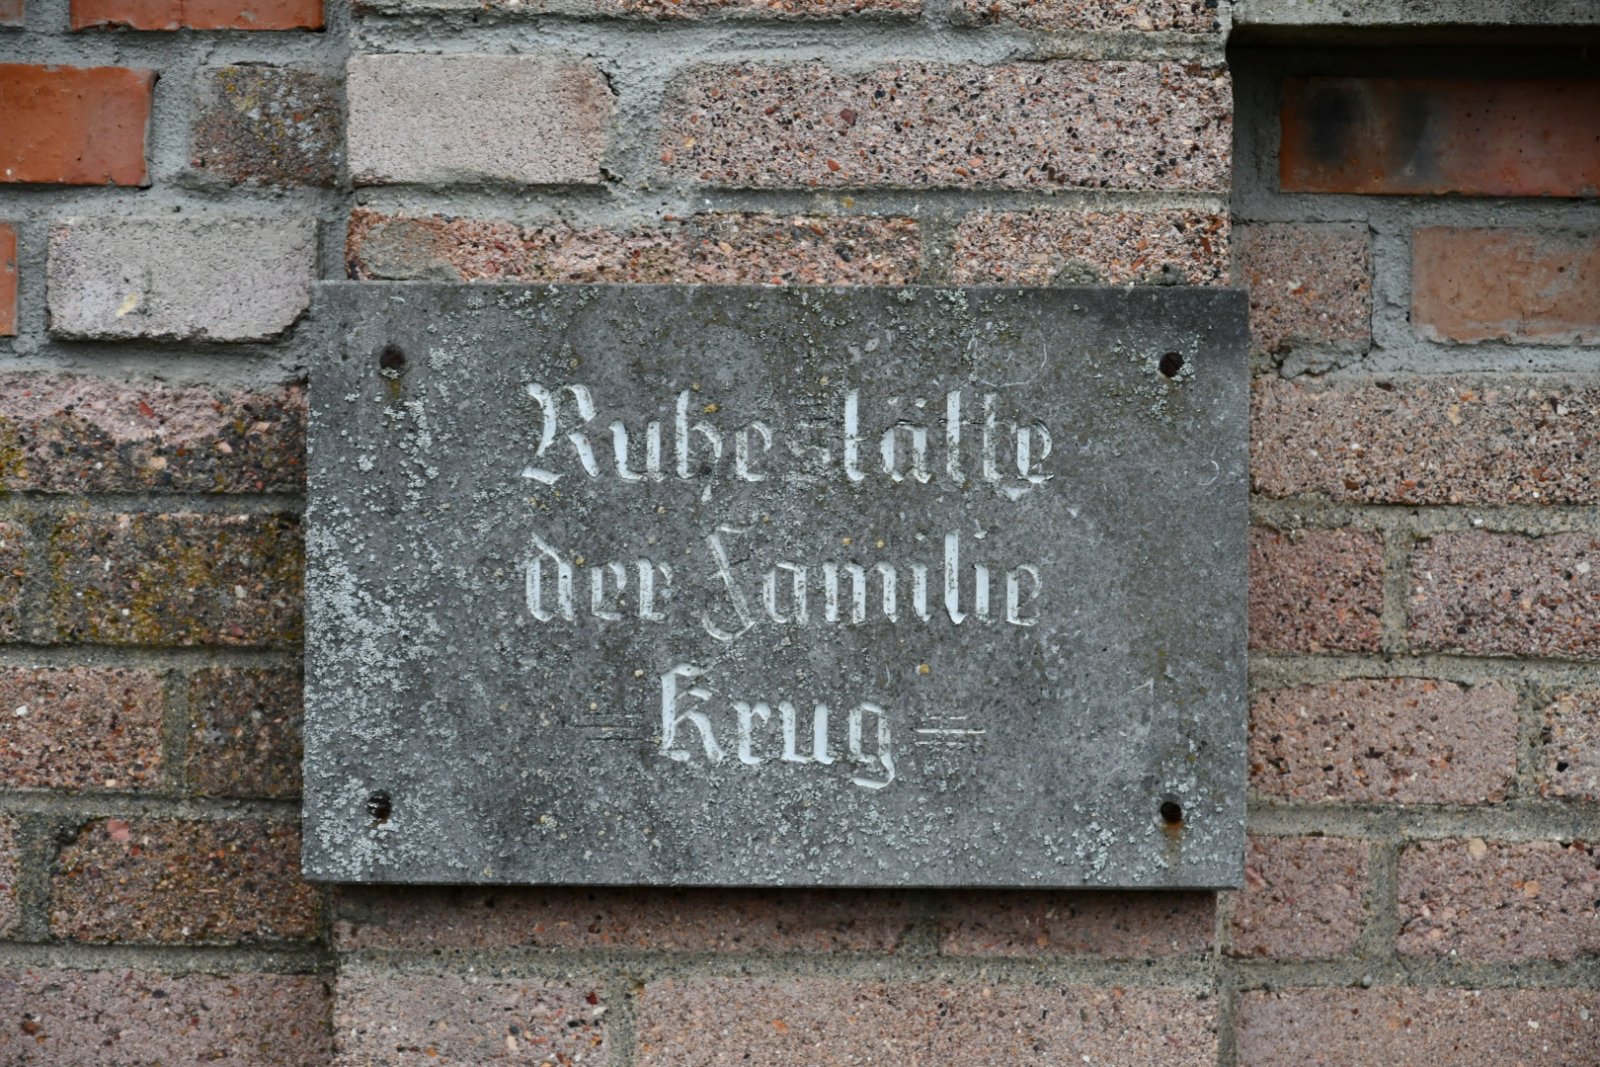 Ruhestätte
der Familie
= Krug =